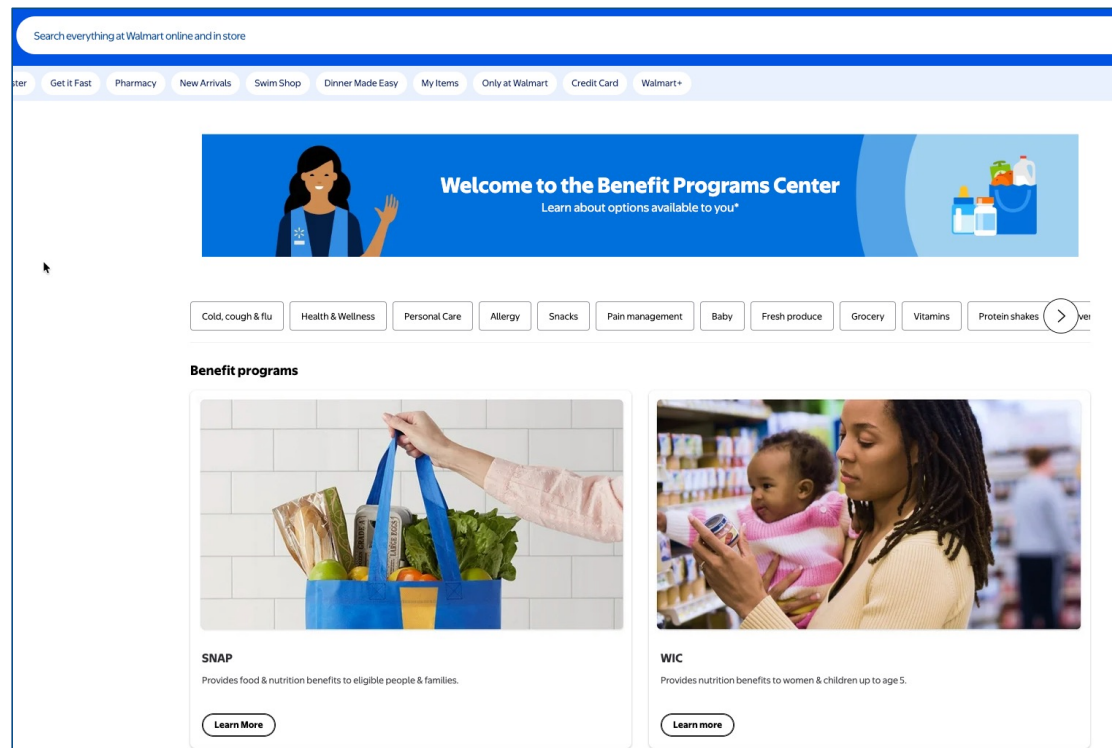 Search everything at Walmart online and in store
Get it Fast
Pharmacy
New Arrivals
Swim Shop
Dinner Made Easy
My Items
Only at Walmart
Credit Card
Walmart+
Welcome to the Benefit Programs Center
Learn about options available to you*
Cold, cough & flu
Health & Wellness
Personal Care
Allergy
Snacks
Pain management
Baby
Fresh produce
Grocery
Vitamins
Protein shakes
Benefit programs
GRADE A
LARGE EGGS
SNAP
Provides food & nutrition benefits to eligible people & families.
Learn More
WIC
Provides nutrition benefits to women & children up to age 5.
Learn more